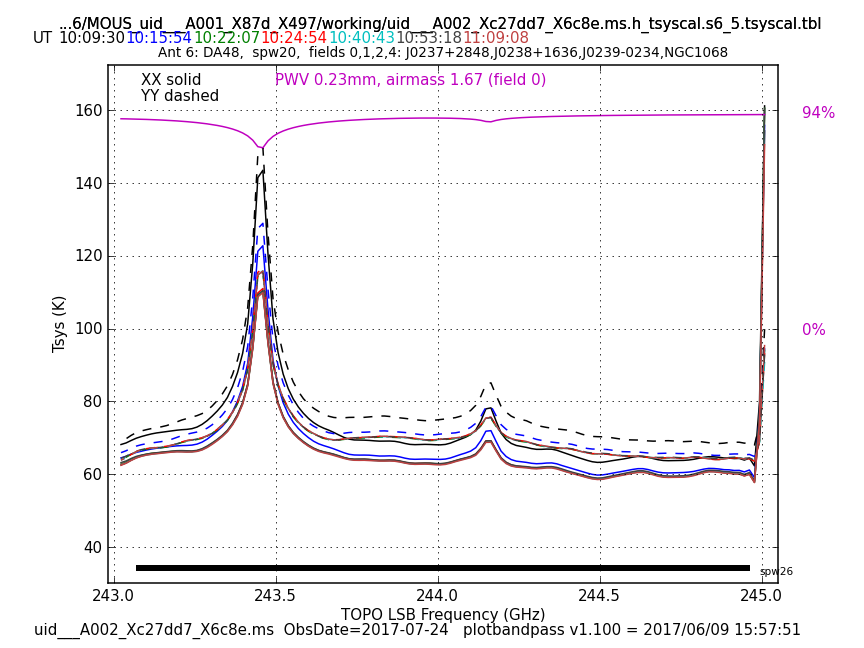 ...6/MOUS_uid___A001_X87d_X497/working/uid___A002_Xc27dd7_X6c8e.ms.h_tsyscal.s6_5.tsyscal.tbl
UT 10:09:30 10:15:54 10:22:07 10:24:54 10:40:43 10:53:18 11:09:08
Ant 6: DA48, spw20, fields 0,1,2,4: J0237+2848,J0238+1636,J0239-0234,NGC1068
XX solid PWV 0.23mm, airmass 1.67 (field 0)
YY dashed
160
94%
140
120
100
0%
80
60
40
Tsys (K)
spw26
243.0 243.5 244.0 244.5 245.0
TOPO LSB Frequency (GHz)
uid___A002_Xc27dd7_X6c8e.ms ObsDate=2017-07-24 plotbandpass v1.100 = 2017/06/09 15:57:51